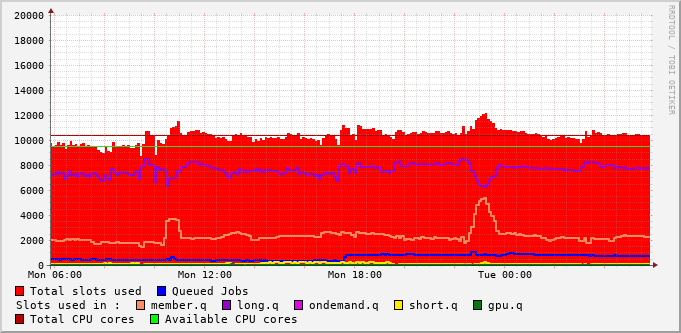 20000
18000
16000
14000
12000
10000
8000
6000
4000
2000
0
Mon 06:00 Mon 12:00 Mon 18:00 Tue 00:00
RRDTOOL / TOBI OETIKER
Total slots used Queued Jobs
Slots used in : member.q long.q ondemand.q short.q gpu.q
Total CPU cores Available CPU cores